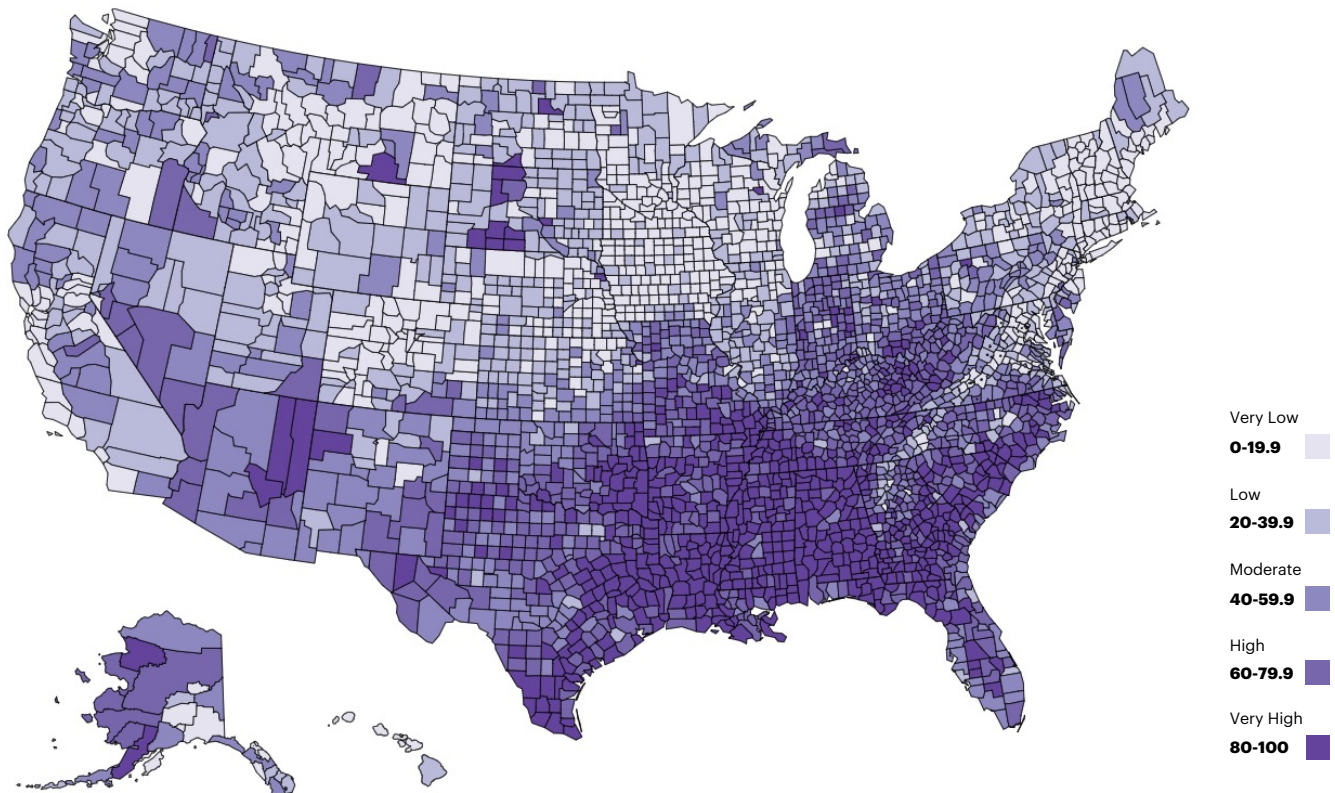 Very Low
0-19.9
Low
20-39.9
Moderate
40-59.9
High
60-79.9
Very High
80-100